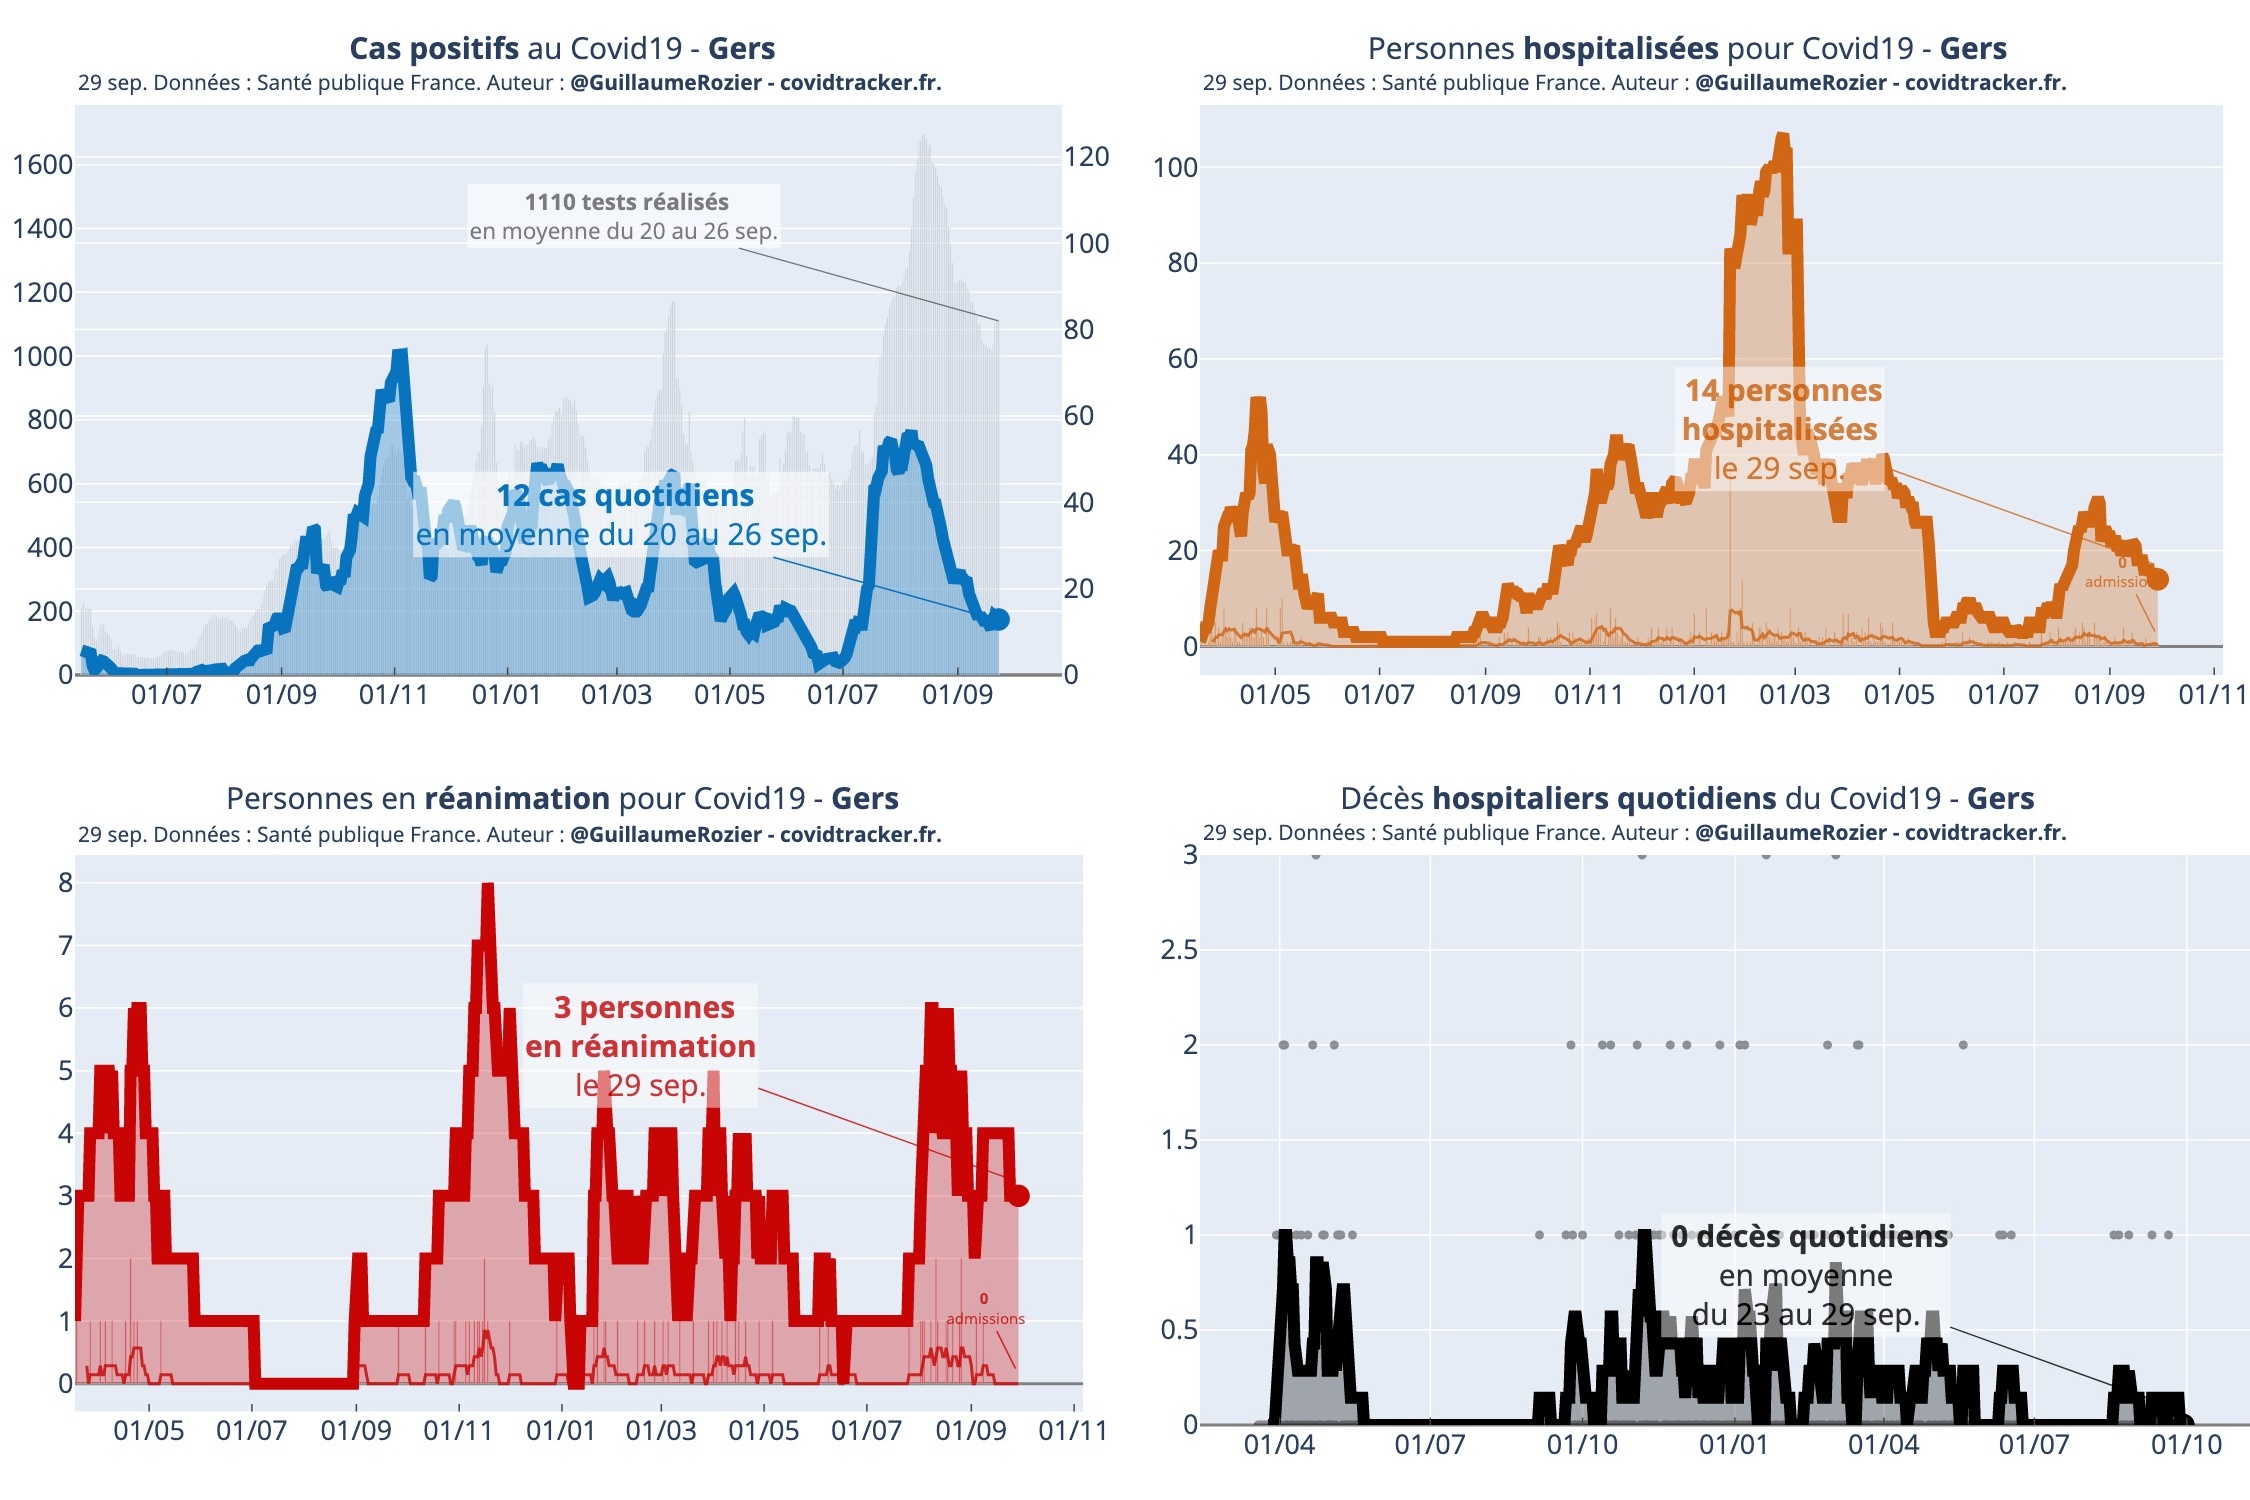 Cas positifs au Covid19 - Gers
29 sep. Données : Santé publique France. Auteur : @GuillaumeRozier - covidtracker.fr.
1600
1400
1200
1000
800
600
400
200
0
120
100
80
60
40
20
0
1110 tests réalisés
en moyenne du 20 au 26 sep.
12 cas quotidiens
en moyenne du 20 au 26 sep.
01/07 01/09 01/11 01/01 01/03 01/05 01/07 01/09
Personnes hospitalisées pour Covid19 - Gers
29 sep. Données : Santé publique France. Auteur : @GuillaumeRozier - covidtracker.fr.
100
80
60
40
20
0
14 personnes
hospitalisées
le 29 sep.
0
admissio
01/05 01/07 01/09 01/11 01/01 01/03 01/05 01/07 01/09 01/11
Personnes en réanimation pour Covid19 - Gers
29 sep. Données : Santé publique France. Auteur : @GuillaumeRozier - covidtracker.fr.
8
7
6
5
4
3
2
1
0
3 personnes
en réanimation
le 29 sep.
0
admissions
01/05 01/07 01/09 01/11 01/01 01/03 01/05 01/07 01/09 01/11
Décès hospitaliers quotidiens du Covid19 - Gers
29 sep. Données : Santé publique France. Auteur : @GuillaumeRozier - covidtracker.fr.
3
2.5
2
1.5
1
0.5
0
0 décès quotidiens
en moyenne
du 23 au 29 sep.
01/04 01/07 01/10 01/01 01/04 01/07 01/10